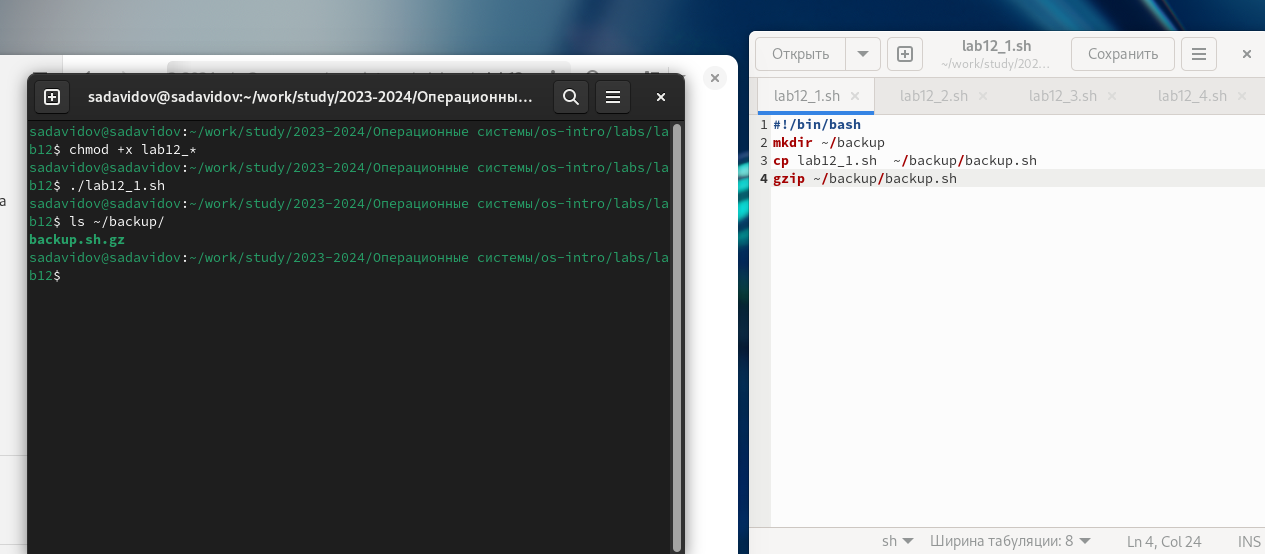 sadavidov@sadavidov:~/work/study/2023-2024/Операционны...
sadavidov@sadavidov:~/work/study/2023-2024/Операционные системы/os-intro/labs/la
b12$ chmod +x lab12_*
sadavidov@sadavidov:~/work/study/2023-2024/Операционные системы/os-intro/labs/la
b12$ ./lab12_1.sh
sadavidov@sadavidov:~/work/study/2023-2024/Операционные системы/os-intro/labs/la
b12$ ls ~/backup/
backup.sh.gz
sadavidov@sadavidov:~/work/study/2023-2024/Операционные системы/os-intro/labs/la
b12$
а
Открыть
lab12_1.sh
~/work/study/202...
Сохранить
lab12_1.sh lab12_2.sh lab12_3.sh lab12_4.sh
1 #!/bin/bash
2 mkdir ~/backup
3 cp lab12_1.sh  ~/backup/backup.sh
4 gzip ~/backup/backup.sh
sh Ширина табуляции: 8 Ln 4, Col 24 INS